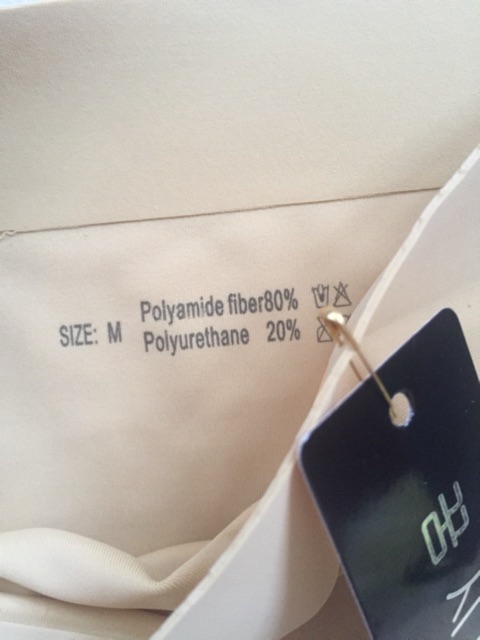 Polyamide fiber80%
SIZE: M
Polyurethane 20%